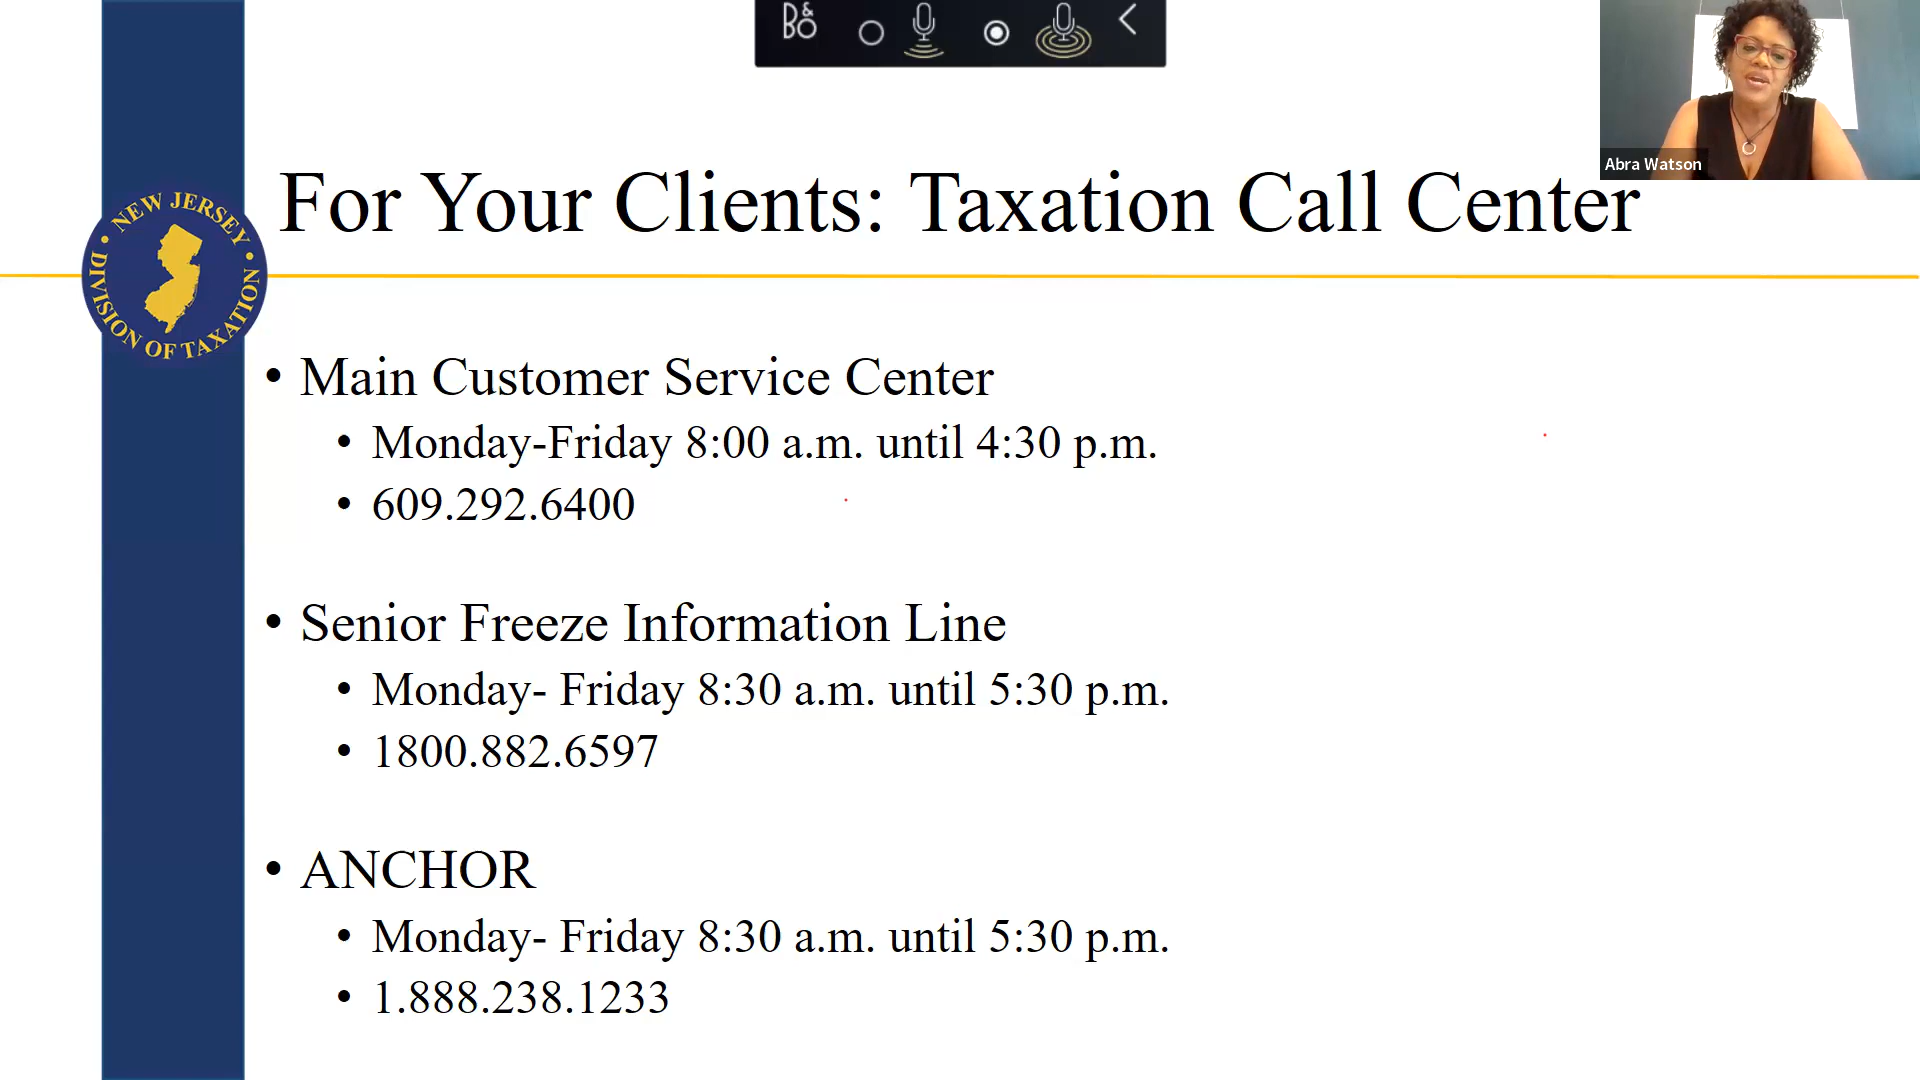 B&O
Abra Watson
For Your Clients: Taxation Call Center
• NEW JERSEY •
DIVISION OF TAXATION
• Main Customer Service Center
• Monday-Friday 8:00 a.m. until 4:30 p.m.
• 609.292.6400
• Senior Freeze Information Line
• Monday- Friday 8:30 a.m. until 5:30 p.m.
• 1800.882.6597
• ANCHOR
• Monday- Friday 8:30 a.m. until 5:30 p.m.
• 1.888.238.1233